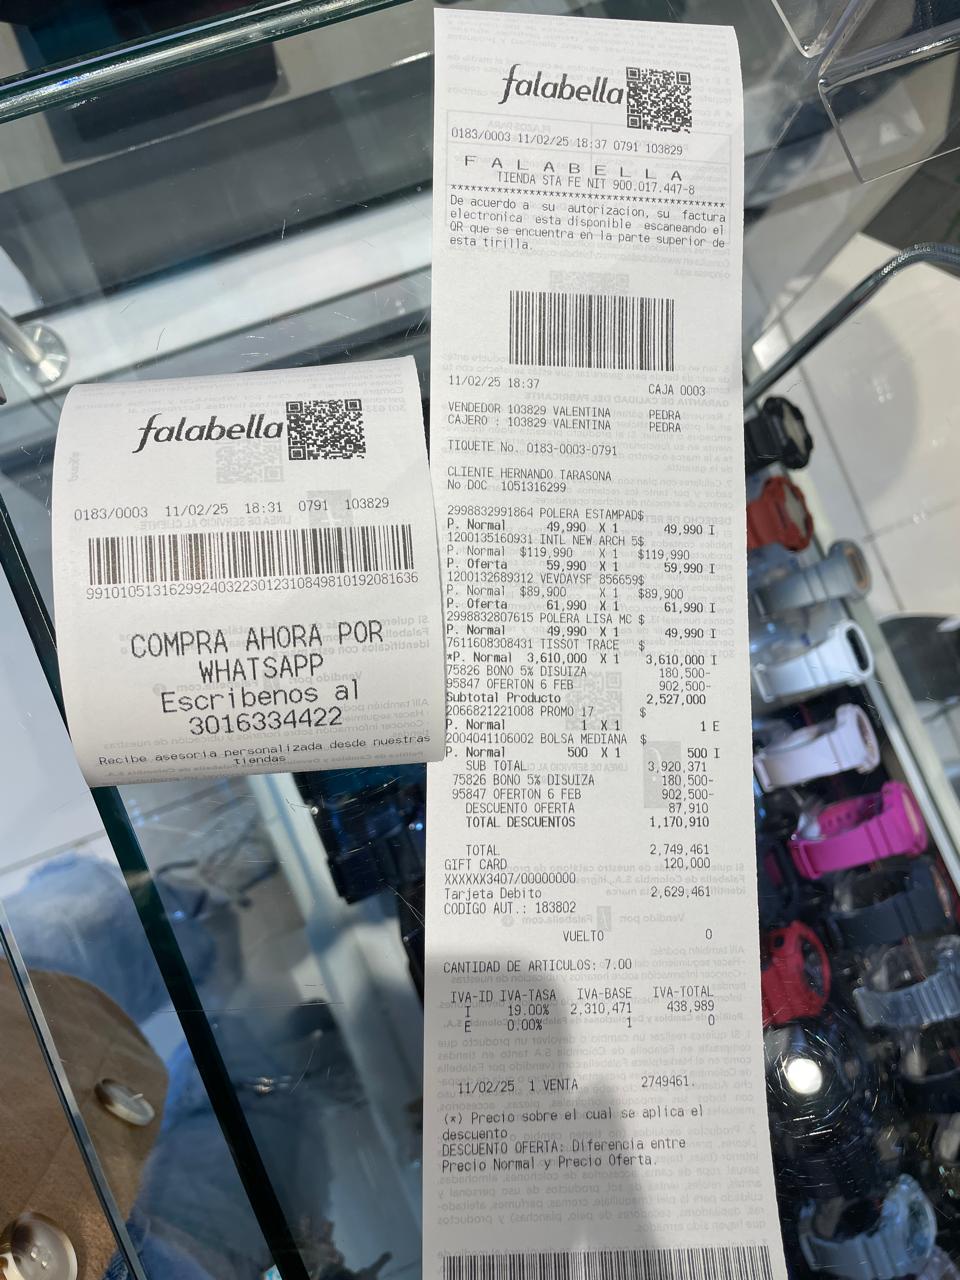 falabella
0183/0003 11/02/25 18:31 0791 103829
991010513162992403223012310849810192081636
COMPRA AHORA POR
WHATSAPP
Escribenos al
3016334422
Recibe asesoria personalizada desde nuestras
tiendas
falabella
0183/0003 11/02/25 18:37 0791 103829
F A L A B E L L A
TIENDA STA FE NIT 900.017.447-8
De acuerdo a su autorizacion, su factura
electronica esta disponible escaneando el
QR que se encuentra en la parte superior de
esta tirilla.
11/02/25 18:37 CAJA 0003
VENDEDOR 103829 VALENTINA PEDRA
CAJERO : 103829 VALENTINA PEDRA
TIQUETE No. 0183-0003-0791
CLIENTE HERNANDO TARASONA
No DOC 1051316299
2998832991864 POLERA ESTAMPAD$
P. Normal 49,990 X 1 49,990 I
1200135160931 INTL NEW ARCH 5$
P. Normal $119,990 X 1 $119,990
P. Oferta 59,990 X 1 59,990 I
1200132689312 VEVDAYSF 856659$
P. Normal $89,900 X 1 $89,900
P. Oferta 61,990 X 1 61,990 I
2998832807615 POLERA LISA MC $
P. Normal 49,990 X 1 49,990 I
7611608308431 TISSOT TRACE $
*P. Normal 3,610,000 X 1 3,610,000 I
75826 BONO 5% DISUIZA 180,500-
95847 OFERTON 6 FEB 902,500-
Subtotal Producto 2,527,000
2066821221008 PROMO 17 $
P. Normal 1 X 1 1 E
2004041106002 BOLSA MEDIANA $
P. Normal 500 X 1 500 I
SUB TOTAL 3,920,371
75826 BONO 5% DISUIZA 180,500-
95847 OFERTON 6 FEB 902,500-
DESCUENTO OFERTA 87,910
TOTAL DESCUENTOS 1,170,910
TOTAL 2,749,461
GIFT CARD 120,000
XXXXXX3407/00000000
Tarjeta Debito 2,629,461
CODIGO AUT.: 183802
VUELTO 0
CANTIDAD DE ARTICULOS: 7.00
IVA-ID IVA-TASA IVA-BASE IVA-TOTAL
I 19.00% 2,310,471 438,989
E 0.00% 1 0
11/02/25 1 VENTA 2749461.
(*) Precio sobre el cual se aplica el
descuento
DESCUENTO OFERTA: Diferencia entre
Precio Normal y Precio Oferta.